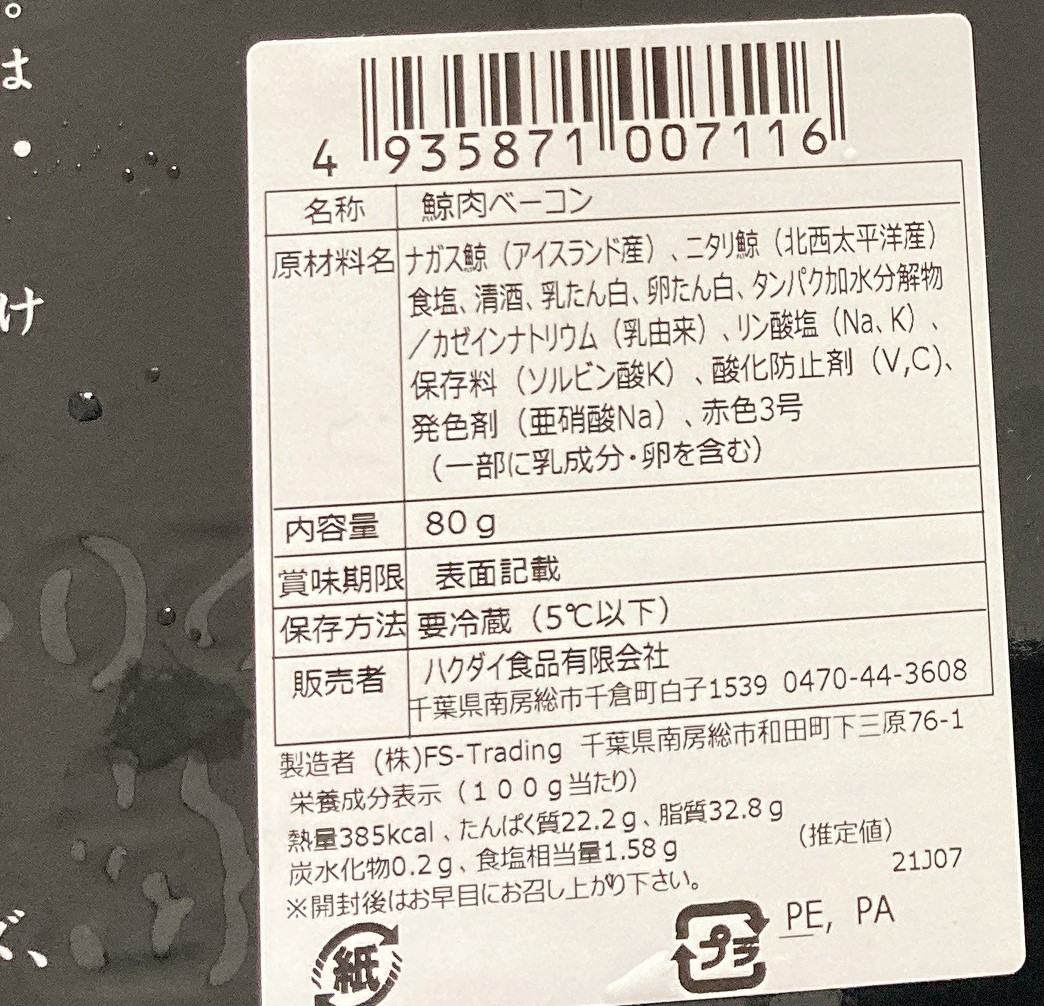 。
は
・
け
で、
4 935871 007116
名称 鯨肉ベーコン
原材料名 ナガス鯨（アイスランド産）、ニタリ鯨（北西太平洋産）
食塩、清酒、乳たん白、卵たん白、タンパク加水分解物
／カゼインナトリウム（乳由来）、リン酸塩（Na、K）、
保存料（ソルビン酸K）、酸化防止剤（V,C）、
発色剤（亜硝酸Na）、赤色3号
（一部に乳成分・卵を含む）
内容量 80g
賞味期限 表面記載
保存方法 要冷蔵（5℃以下）
販売者 ハクダイ食品有限会社
千葉県南房総市千倉町白子1539 0470-44-3608
製造者 (株)FS-Trading 千葉県南房総市和田町下三原76-1
栄養成分表示（100g当たり）
熱量385kcal、たんぱく質22.2g、脂質32.8g
炭水化物0.2g、食塩相当量1.58g （推定値）
※開封後はお早目にお召し上がり下さい。 21J07
紙 プラ PE, PA